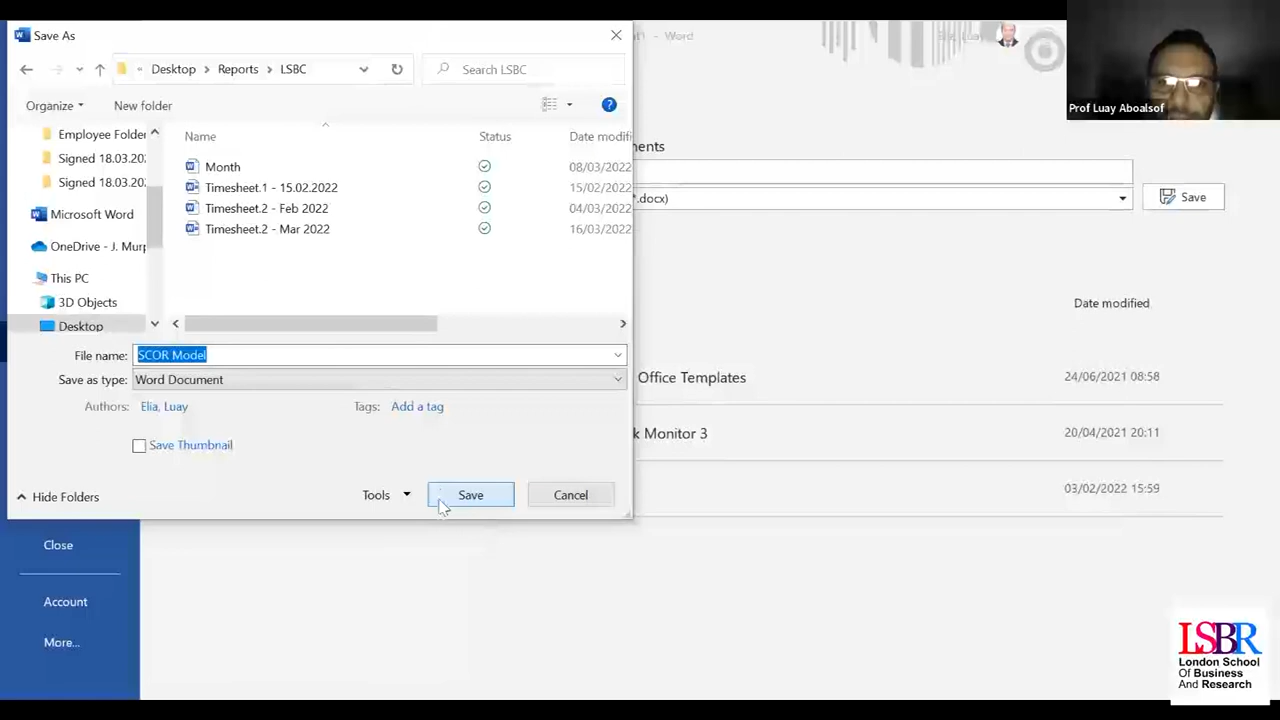 Save As
- Word
« Desktop > Reports > LSBC
Search LSBC
Prof Luay Aboalsof
Organize
New folder
Name
Status
Date modifi
Employee Folder
Signed 18.03.202
Signed 18.03.202
Microsoft Word
OneDrive - J. Murp
This PC
3D Objects
Desktop
Month
08/03/2022
Timesheet.1 - 15.02.2022
15/02/2022
Timesheet.2 - Feb 2022
04/03/2022
Timesheet.2 - Mar 2022
16/03/2022
File name: SCOR Model
Save as type: Word Document
Authors: Elia, Luay
Tags: Add a tag
Save Thumbnail
Hide Folders
Tools
Save
Cancel
ments
*.docx)
Save
Date modified
Office Templates
24/06/2021 08:58
k Monitor 3
20/04/2021 20:11
03/02/2022 15:59
Close
Account
More...
LSBR
London School
Of Business
And Research